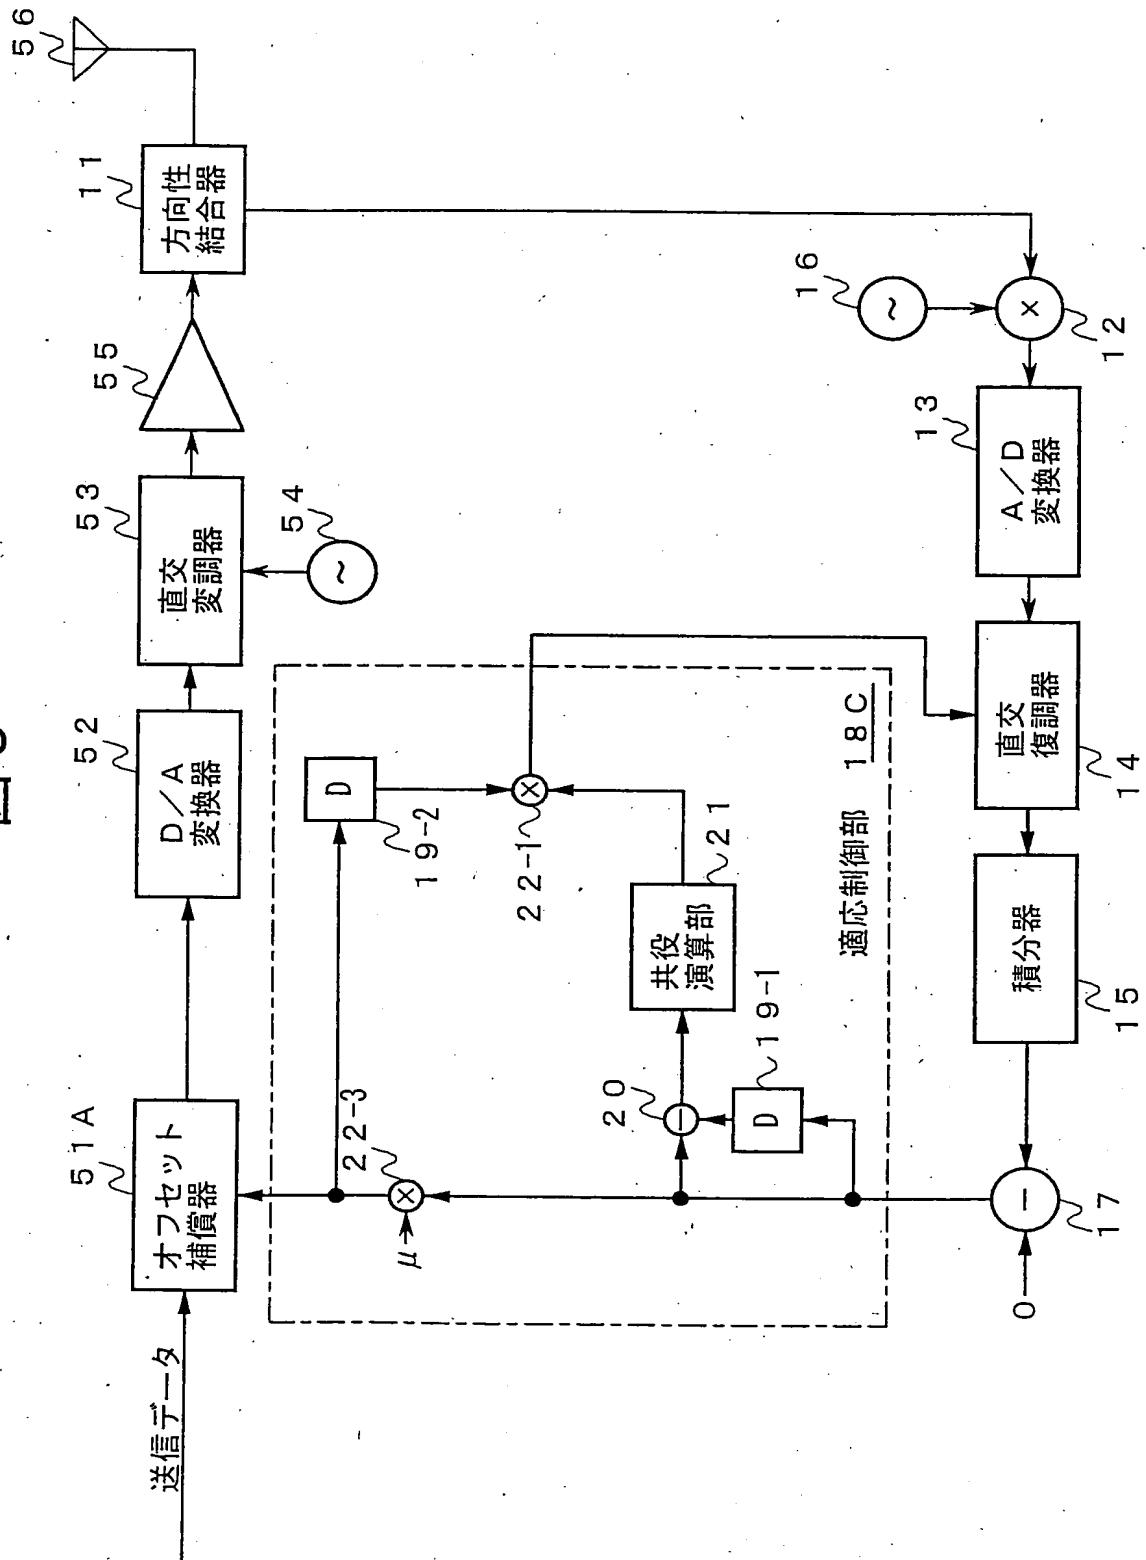 送信データ
51A
オフセット
補償器
52
D/A
変換器
53
直交
変調器
54
~
55
11
方向性
結合器
56
16
~
×
12
13
A/D
変換器
直交
復調器
14
積分器
15
−
17
0
適応制御部
18C
μ
×
22-3
D
19-2
×
22-1
20
−
D
19-1
共役
演算部
21